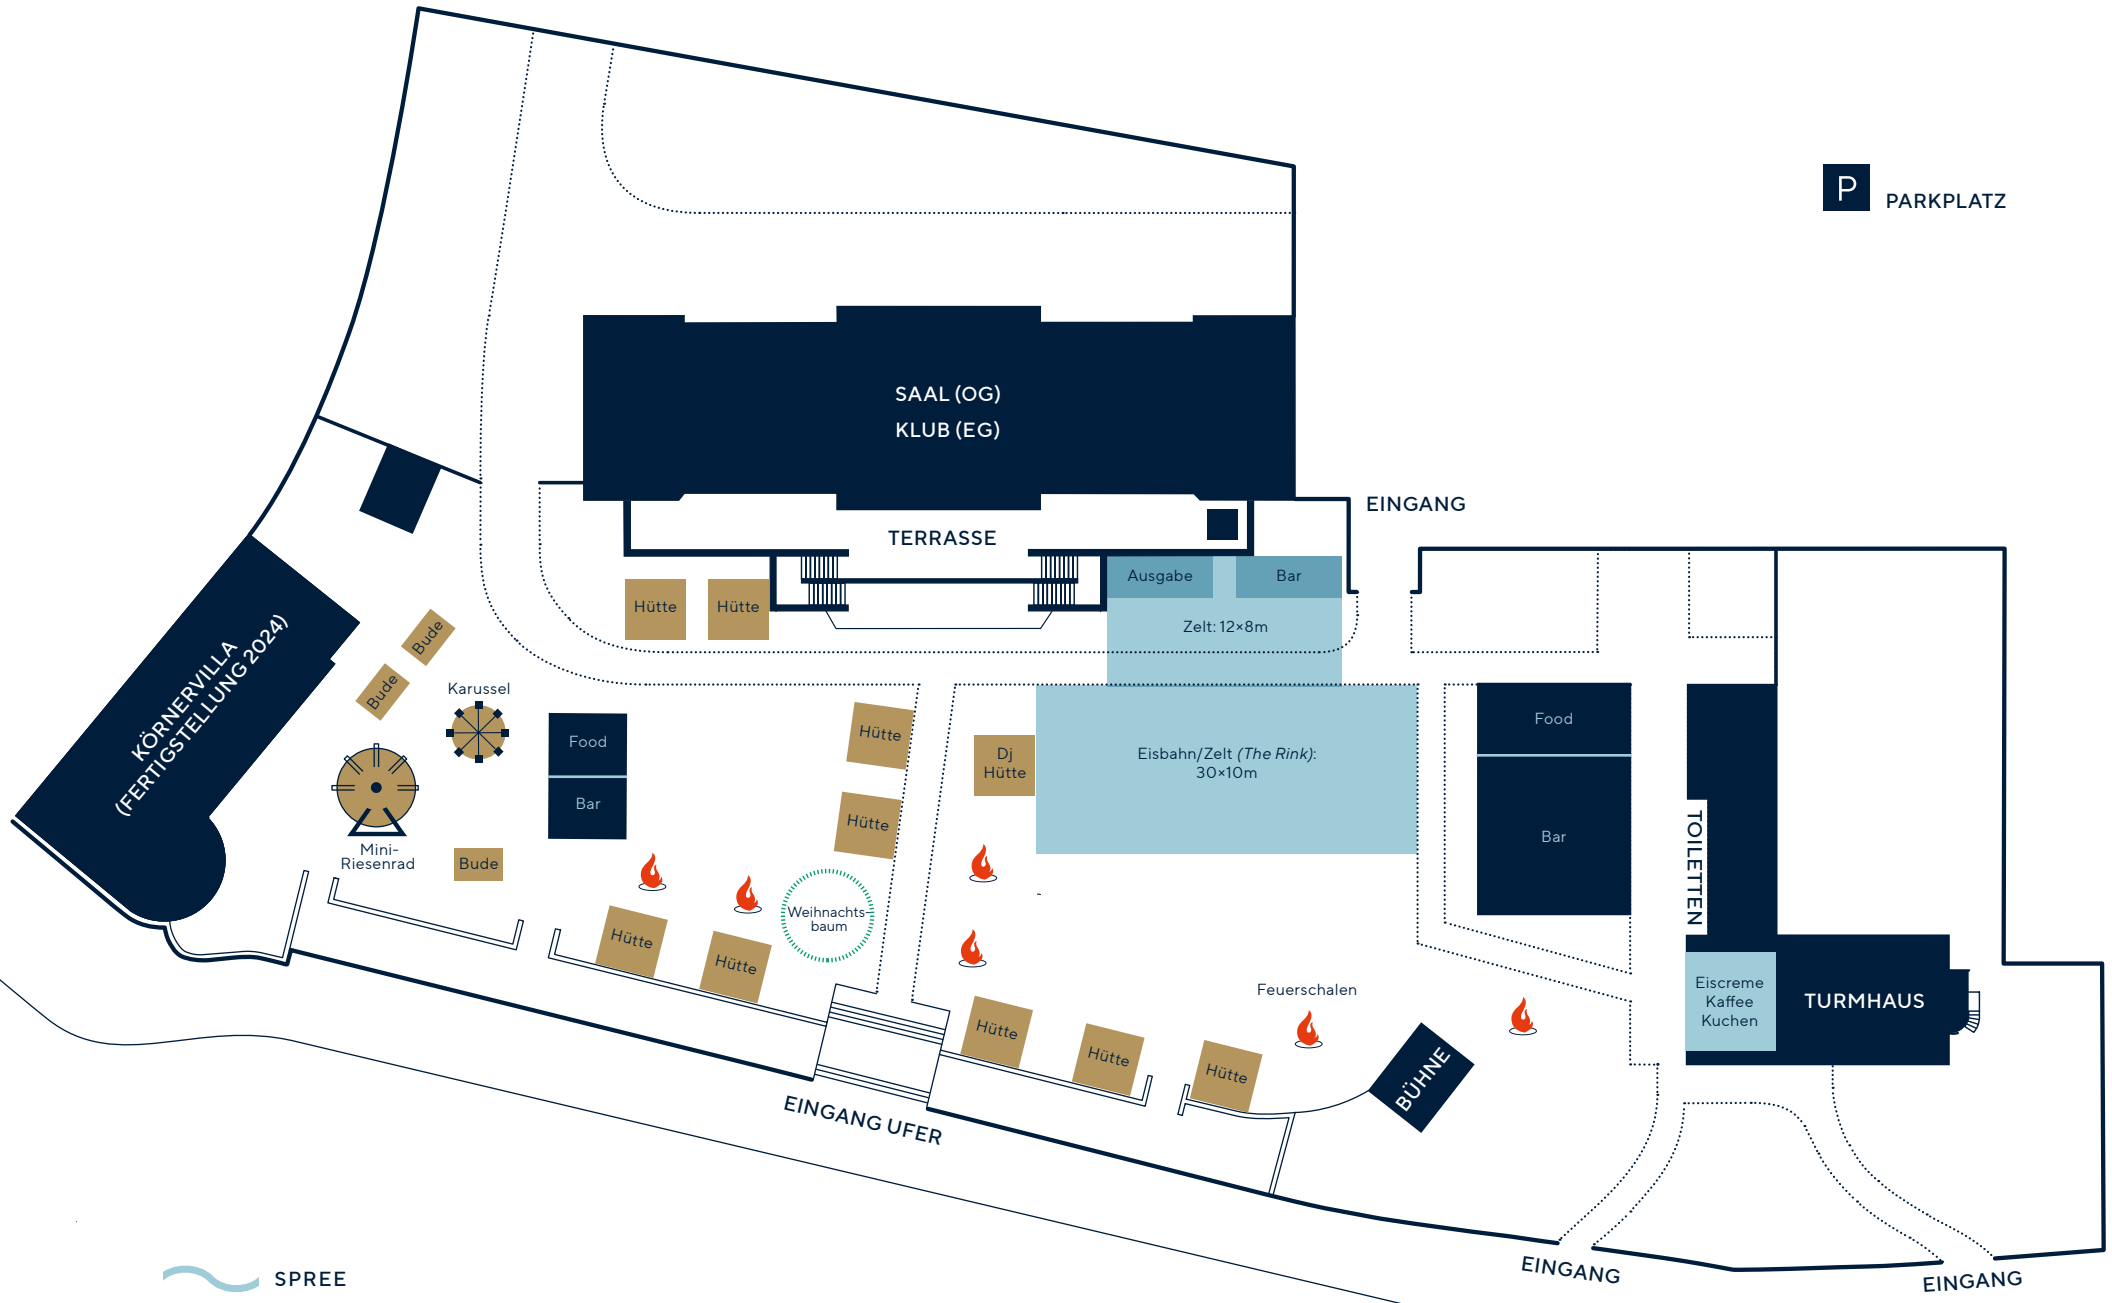 P PARKPLATZ
SAAL (OG)
KLUB (EG)
EINGANG
TERRASSE
Ausgabe
Bar
Hütte
Hütte
Zelt: 12×8m
KÖRNERVILLA
(FERTIGSTELLUNG 2024)
Bude
Bude
Karussel
Mini-
Riesenrad
Bude
Food
Bar
Hütte
Hütte
Dj
Hütte
Eisbahn/Zelt (The Rink):
30×10m
Food
Bar
TOILETTEN
Weihnachts-
baum
Hütte
Hütte
Hütte
Hütte
Hütte
Feuerschalen
BÜHNE
Eiscreme
Kaffee
Kuchen
TURMHAUS
EINGANG UFER
EINGANG
EINGANG
SPREE